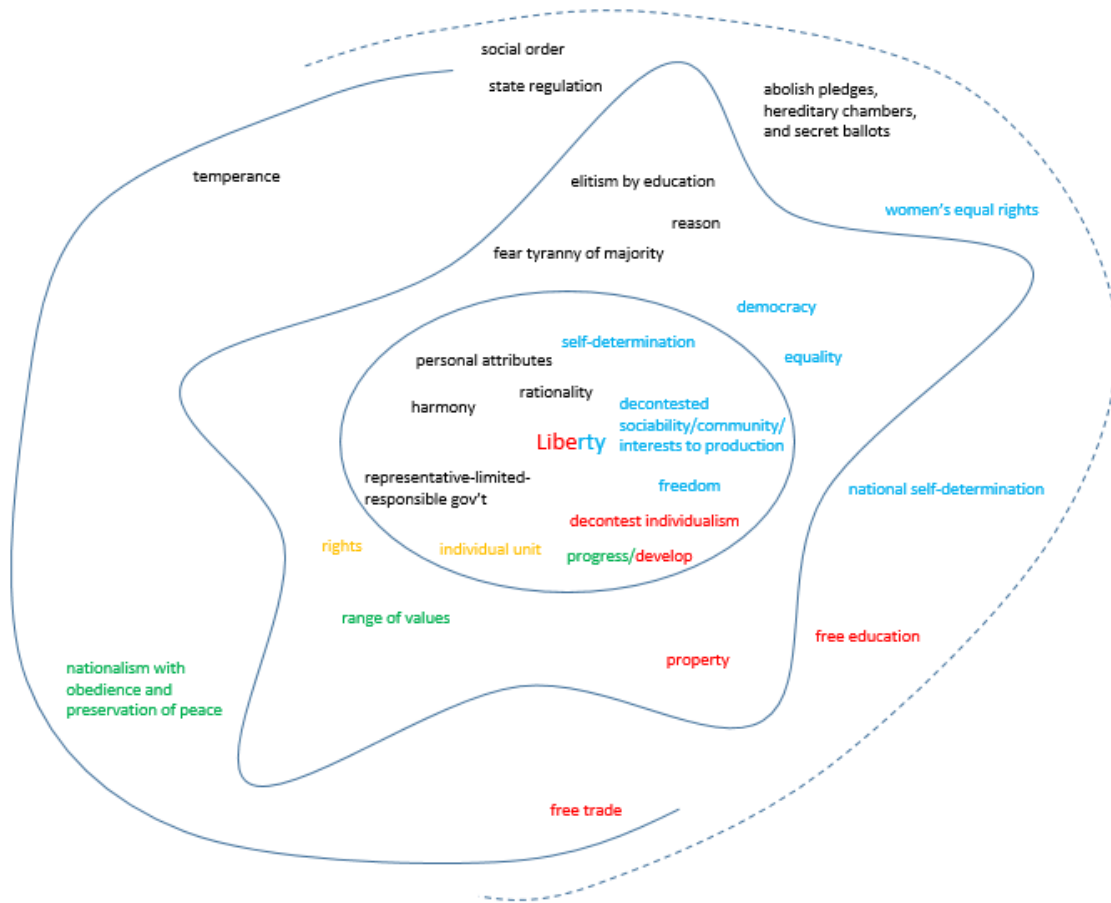 social order
state regulation
abolish pledges,
hereditary chambers,
and secret ballots
temperance
elitism by education
women's equal rights
reason
fear tyranny of majority
democracy
self-determination
equality
personal attributes
rationality
harmony
decontested
sociability/community/
interests to production
Liberty
representative-limited-
responsible gov't
freedom
national self-determination
decontest individualism
rights
individual unit
progress/develop
range of values
free education
property
nationalism with
obedience and
preservation of peace
free trade